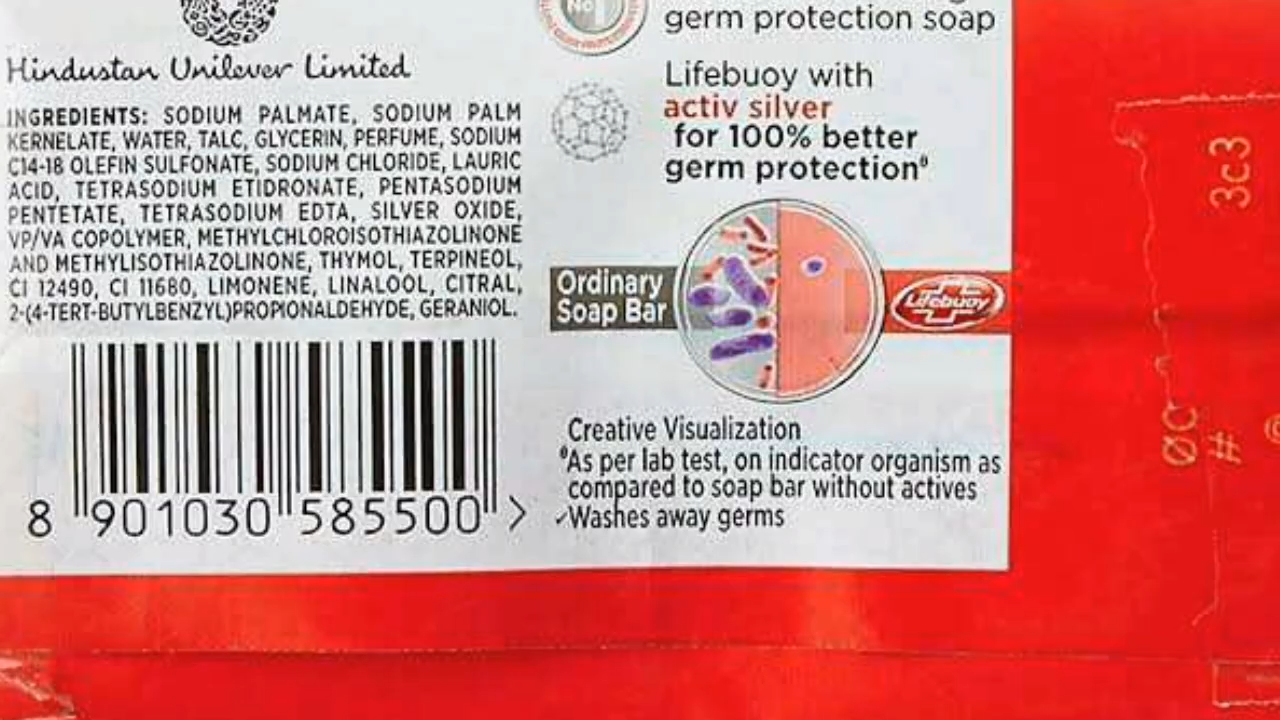 Hindustan Unilever Limited
INGREDIENTS: SODIUM PALMATE, SODIUM PALM
KERNELATE, WATER, TALC, GLYCERIN, PERFUME, SODIUM
C14-18 OLEFIN SULFONATE, SODIUM CHLORIDE, LAURIC
ACID, TETRASODIUM ETIDRONATE, PENTASODIUM
PENTETATE, TETRASODIUM EDTA, SILVER OXIDE,
VP/VA COPOLYMER, METHYLCHLOROISOTHIAZOLINONE
AND METHYLISOTHIAZOLINONE, THYMOL, TERPINEOL,
CI 12490, CI 11680, LIMONENE, LINALOOL, CITRAL,
2-(4-TERT-BUTYLBENZYL)PROPIONALDEHYDE, GERANIOL.
8 901030 585500 >
No 1
germ protection soap
Lifebuoy with
activ silver
for 100% better
germ protection°
Ordinary
Soap Bar
Lifebuoy
Creative Visualization
°As per lab test, on indicator organism as
compared to soap bar without actives
✓Washes away germs
3c3
#